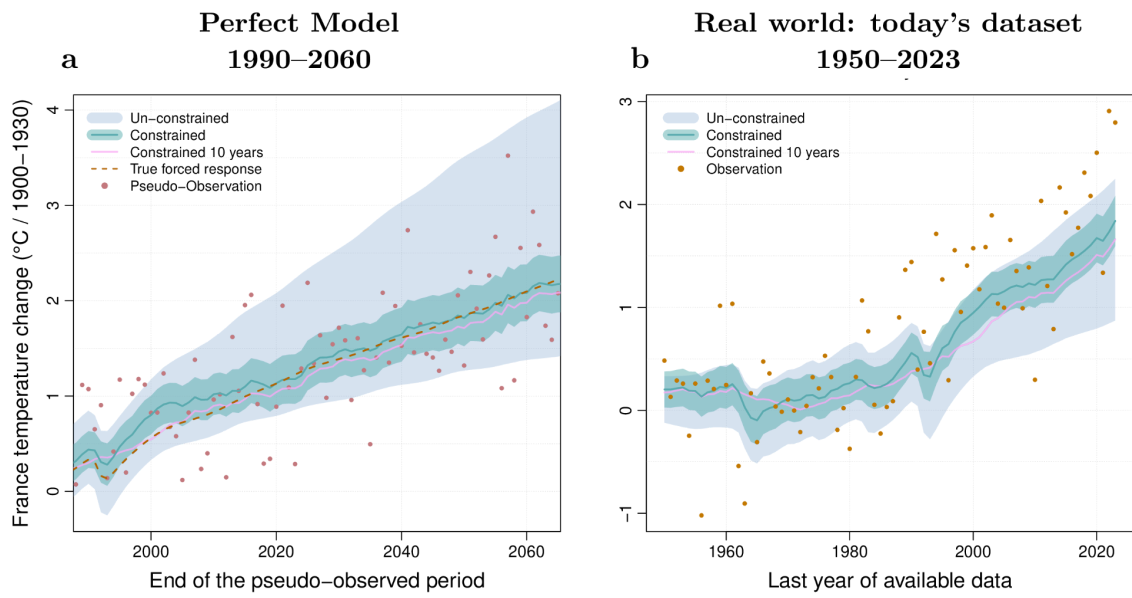 Perfect Model
1990–2060
a
Un−constrained
Constrained
Constrained 10 years
True forced response
Pseudo−Observation
France temperature change (°C / 1900−1930)
4
3
2
1
0
2000
2020
2040
2060
End of the pseudo−observed period
Real world: today's dataset
1950–2023
b
Un−constrained
Constrained
Constrained 10 years
Observation
3
2
1
0
−1
1960
1980
2000
2020
Last year of available data